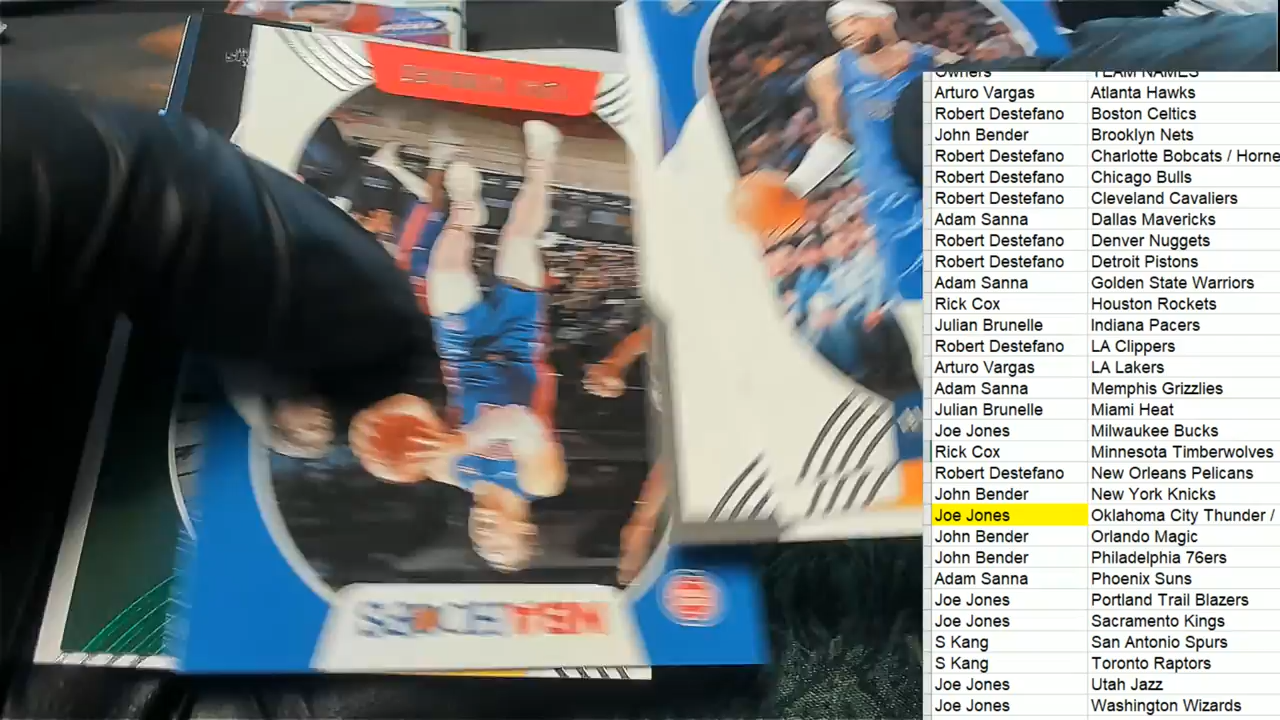 Owners TEAM NAMES
Arturo Vargas Atlanta Hawks
Robert Destefano Boston Celtics
John Bender Brooklyn Nets
Robert Destefano Charlotte Bobcats / Horne
Robert Destefano Chicago Bulls
Robert Destefano Cleveland Cavaliers
Adam Sanna Dallas Mavericks
Robert Destefano Denver Nuggets
Robert Destefano Detroit Pistons
Adam Sanna Golden State Warriors
Rick Cox Houston Rockets
Julian Brunelle Indiana Pacers
Robert Destefano LA Clippers
Arturo Vargas LA Lakers
Adam Sanna Memphis Grizzlies
Julian Brunelle Miami Heat
Joe Jones Milwaukee Bucks
Rick Cox Minnesota Timberwolves
Robert Destefano New Orleans Pelicans
John Bender New York Knicks
Joe Jones Oklahoma City Thunder /
John Bender Orlando Magic
John Bender Philadelphia 76ers
Adam Sanna Phoenix Suns
Joe Jones Portland Trail Blazers
Joe Jones Sacramento Kings
S Kang San Antonio Spurs
S Kang Toronto Raptors
Joe Jones Utah Jazz
Joe Jones Washington Wizards